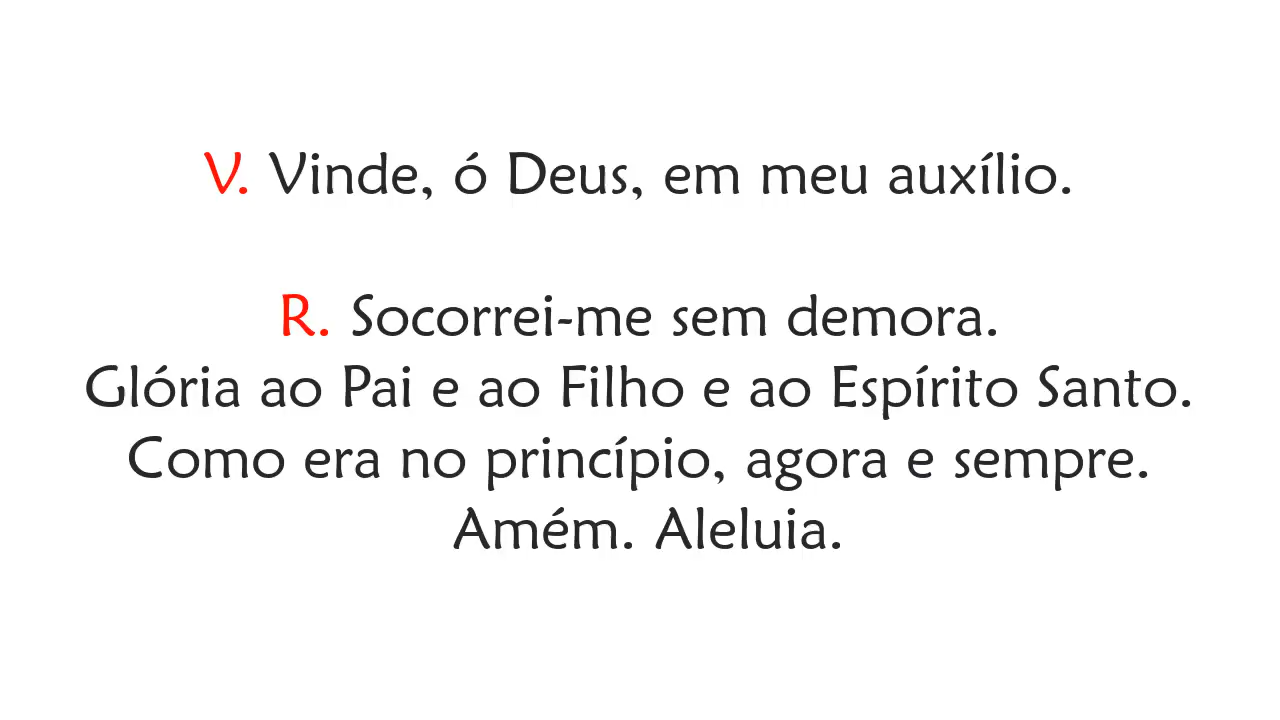 V. Vinde, ó Deus, em meu auxílio.
R. Socorrei-me sem demora.
Glória ao Pai e ao Filho e ao Espírito Santo.
Como era no princípio, agora e sempre.
Amém. Aleluia.